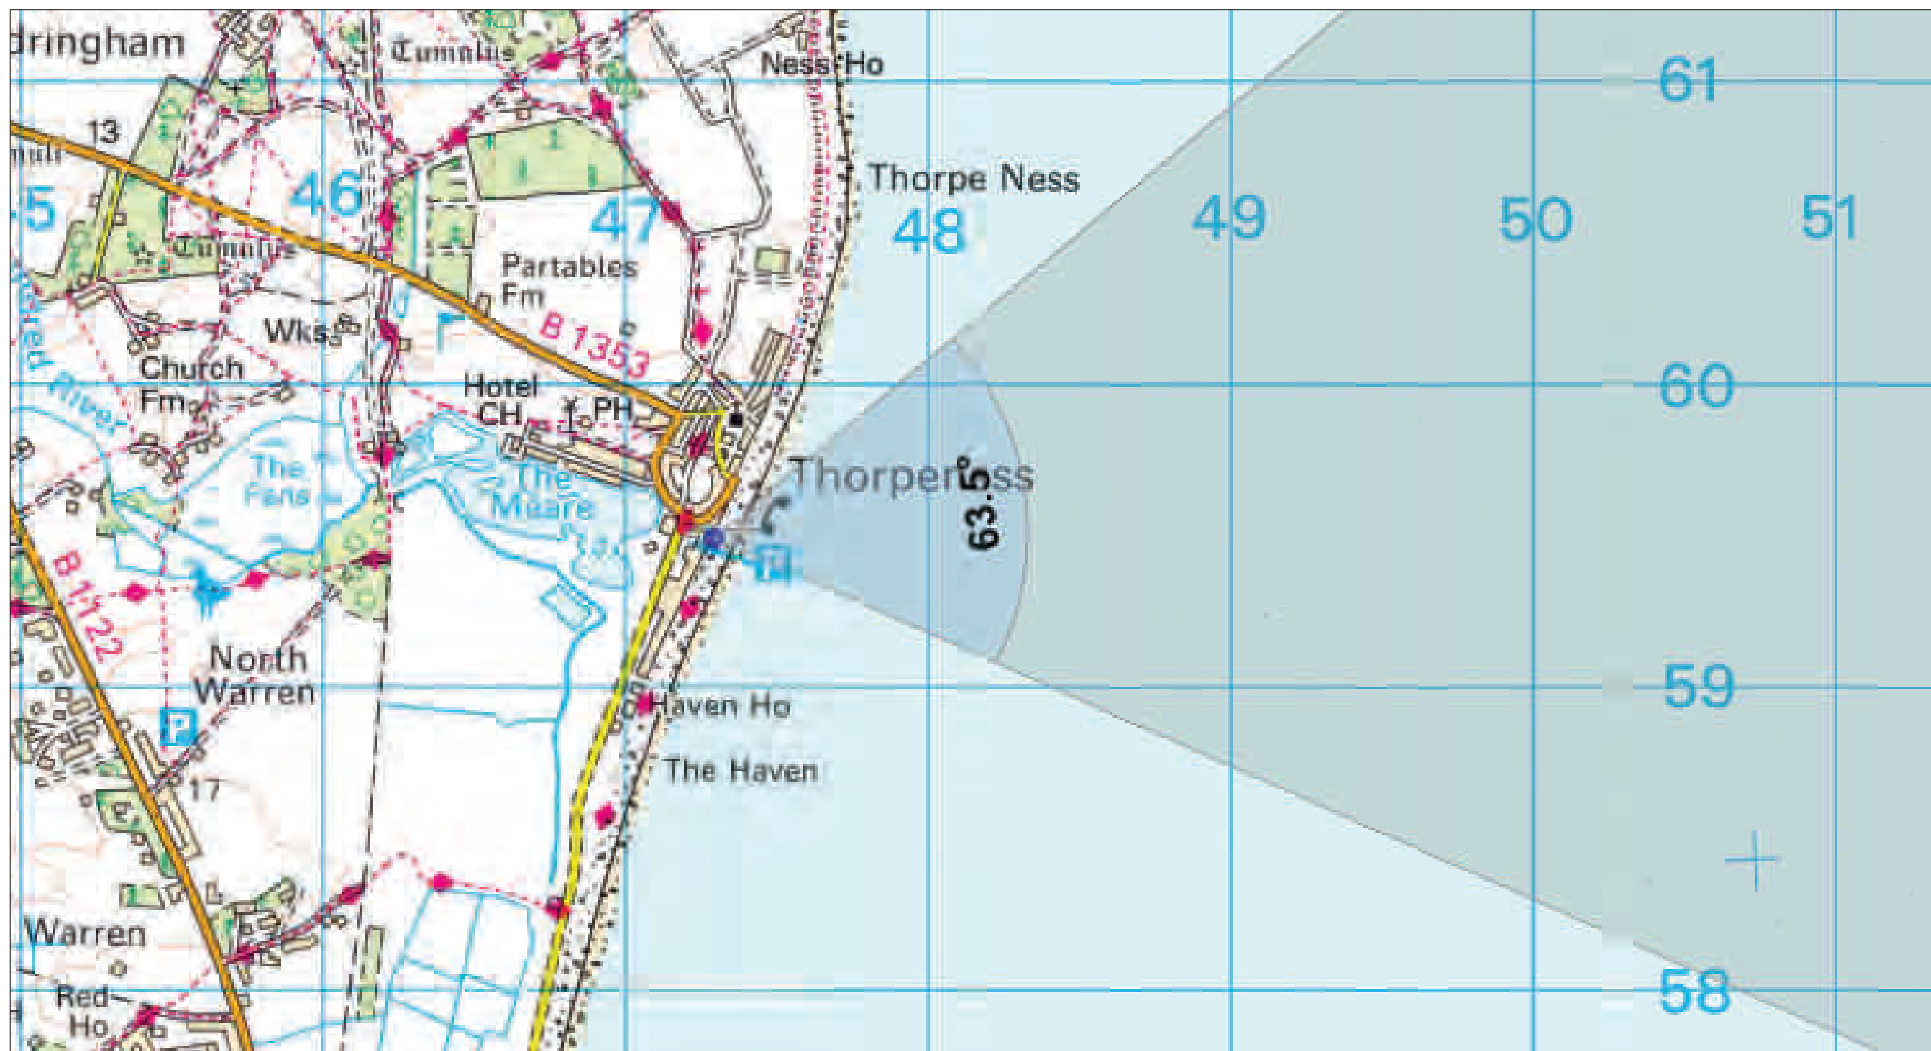 dringham
Tumulus
Ness Ho
61
13
muli
Thorpe Ness
5
46
47
48
49
50
51
Tumulus
Partables
Fm
Wks
B 1353
Church
Fm
Hotel
CH
PH
60
River
The
Fens
The
Meare
Thorpeness
63.5°
P
B 1122
North
Warren
59
Haven Ho
P
The Haven
17
Warren
Red
Ho
58